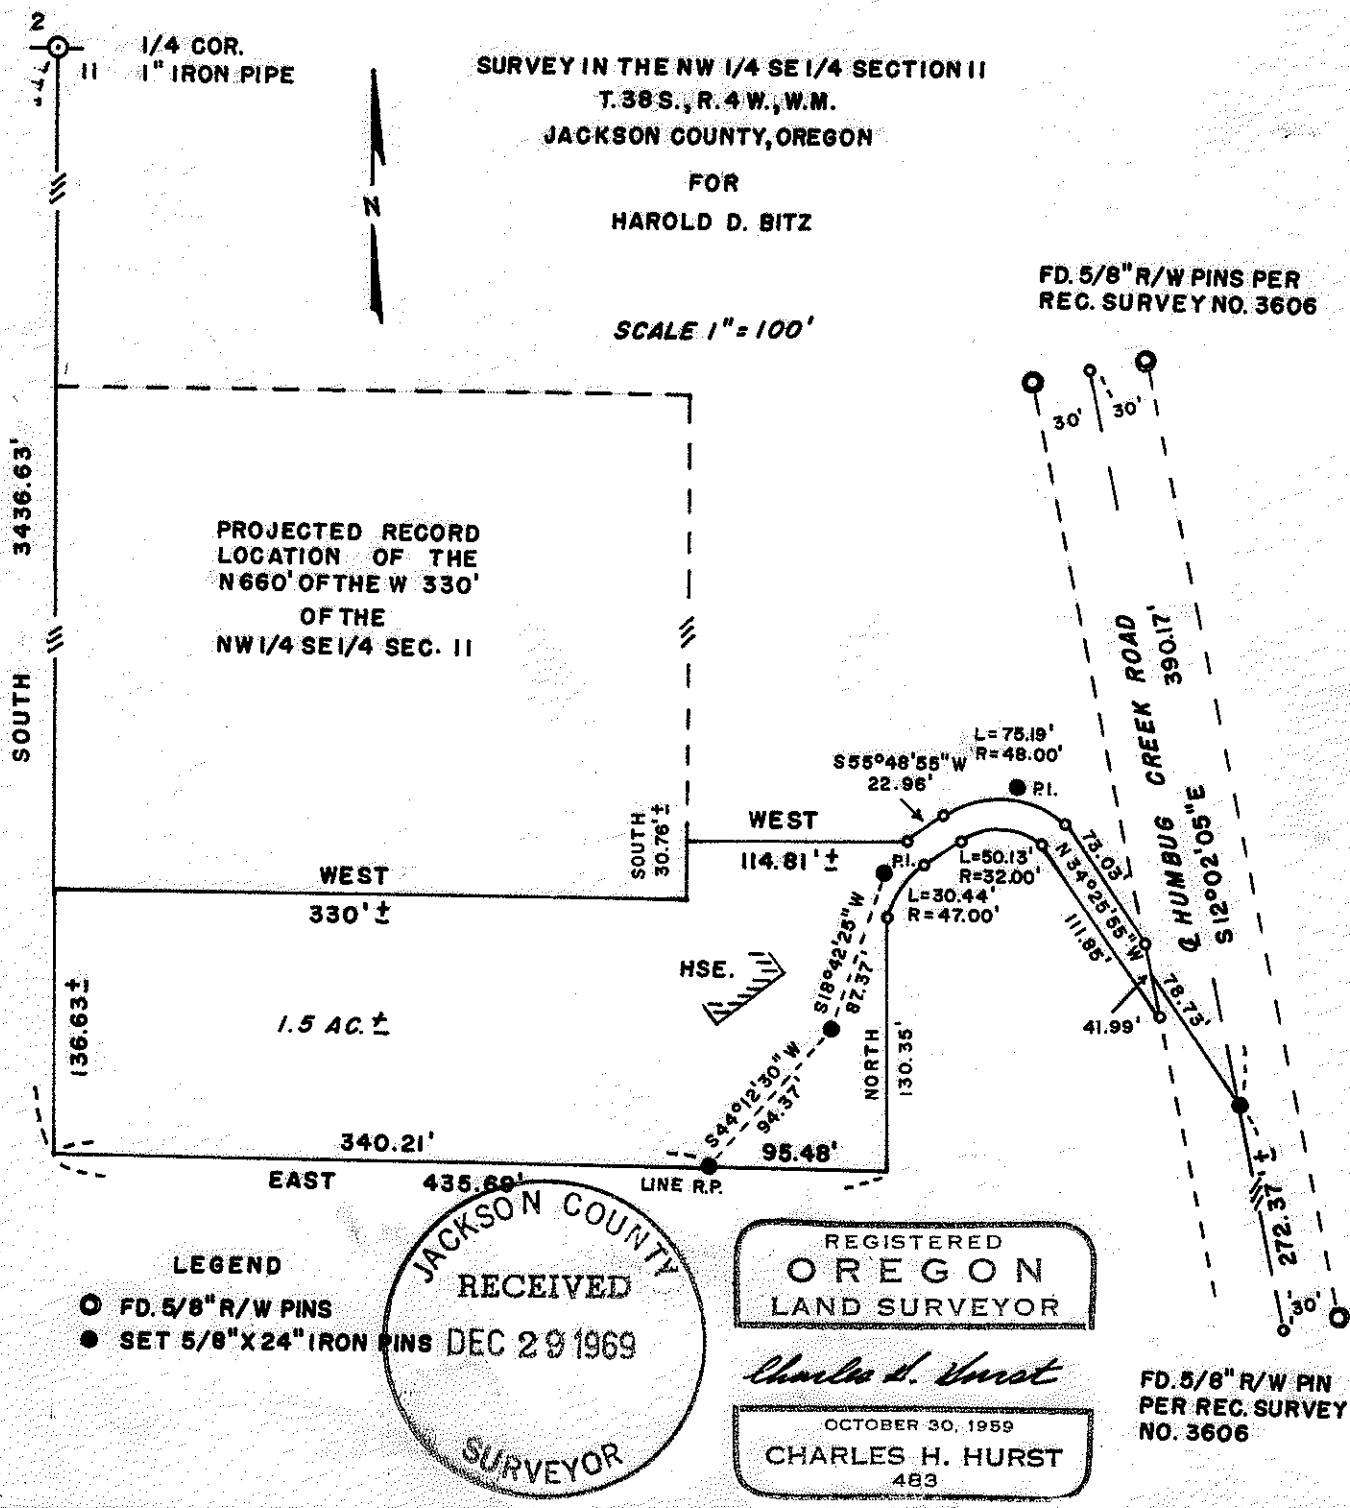 2
11
1/4 COR.
1" IRON PIPE
SURVEY IN THE NW 1/4 SE 1/4 SECTION 11
T. 38 S., R. 4 W., W.M.
JACKSON COUNTY, OREGON
FOR
HAROLD D. BITZ
N
SCALE 1" = 100'
FD. 5/8" R/W PINS PER
REC. SURVEY NO. 3606
30'
30'
SOUTH 3436.63'
PROJECTED RECORD
LOCATION OF THE
N 660' OF THE W 330'
OF THE
NW 1/4 SE 1/4 SEC. 11
℄ HUMBUG CREEK ROAD
S 12° 02' 05" E 390.17'
L = 75.19'
R = 48.00'
S 55° 48' 55" W
22.96'
P.I.
SOUTH
30.76' ±
WEST
114.81' ±
P.I.
L = 50.13'
R = 32.00'
L = 30.44'
R = 47.00'
73.03'
N 34° 25' 55" W
111.85'
WEST
330' ±
HSE.
S 18° 42' 25" W
87.37'
41.99'
78.73'
136.63 ±
1.5 AC. ±
NORTH
130.35'
S 44° 12' 30" W
94.37'
340.21'
95.48'
EAST 435.69'
LINE R.P.
272.37' ±
30'
LEGEND
FD. 5/8" R/W PINS
SET 5/8" X 24" IRON PINS
JACKSON COUNTY
RECEIVED
DEC 29 1969
SURVEYOR
REGISTERED
OREGON
LAND SURVEYOR
Charles H. Hurst
OCTOBER 30, 1959
CHARLES H. HURST
483
FD. 5/8" R/W PIN
PER REC. SURVEY
NO. 3606